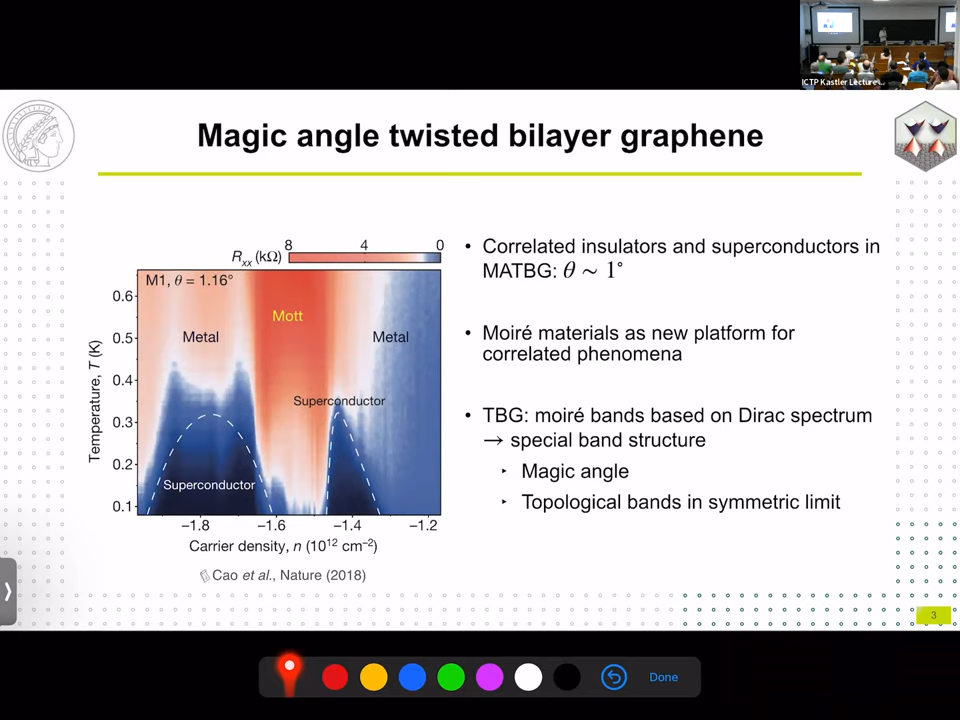 ICTP Kastler Lecture
Magic angle twisted bilayer graphene
8 4 0
Rxx (kΩ)
M1, θ = 1.16°
Mott
Metal
Metal
Superconductor
Superconductor
0.6
0.5
0.4
0.3
0.2
0.1
Temperature, T (K)
−1.8 −1.6 −1.4 −1.2
Carrier density, n (10¹² cm⁻²)
Cao et al., Nature (2018)
• Correlated insulators and superconductors in
MATBG: θ ∼ 1°
• Moiré materials as new platform for
correlated phenomena
• TBG: moiré bands based on Dirac spectrum
→ special band structure
‣ Magic angle
‣ Topological bands in symmetric limit
3
Done